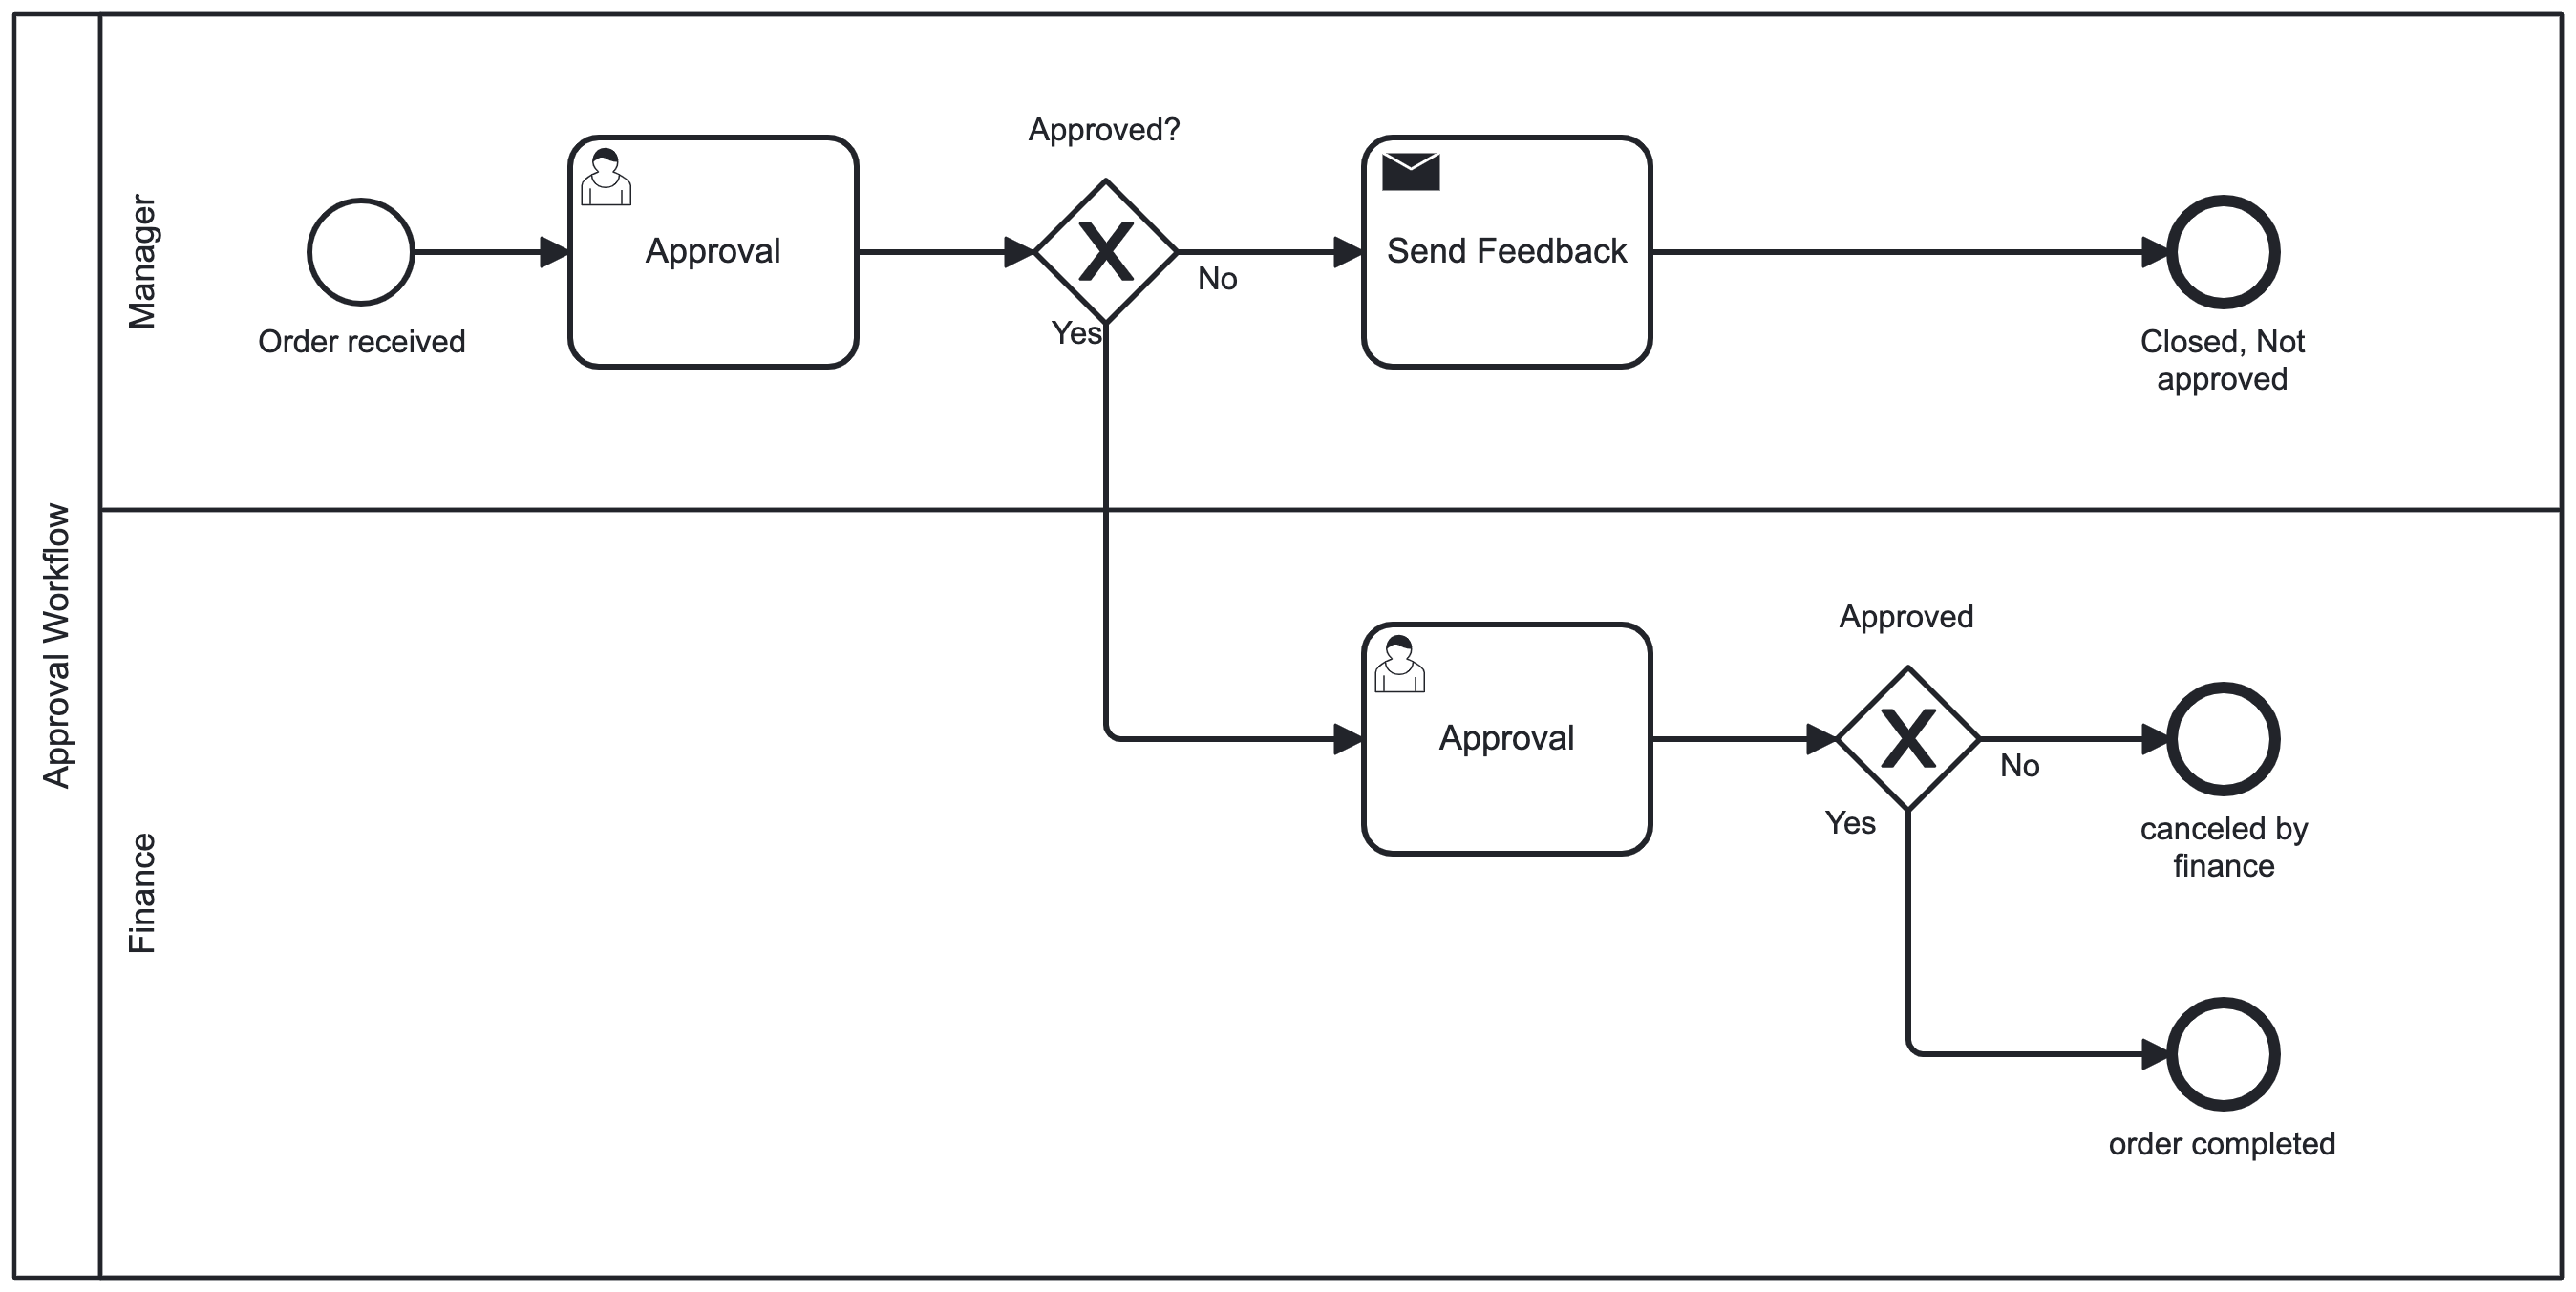 Approval Workflow
Manager
Approved?
Order received
Approval
No
Yes
Send Feedback
Closed, Not
approved
Finance
Approval
Approved
No
Yes
canceled by
finance
order completed